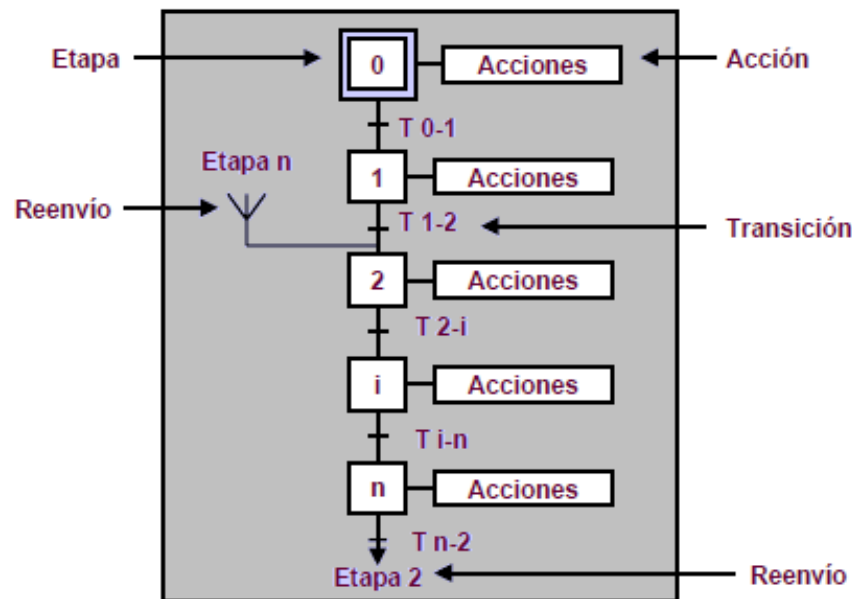 Etapa
0
Acciones
Acción
T 0-1
Etapa n
1
Acciones
Reenvío
T 1-2
Transición
2
Acciones
T 2-i
i
Acciones
T i-n
n
Acciones
T n-2
Etapa 2
Reenvío